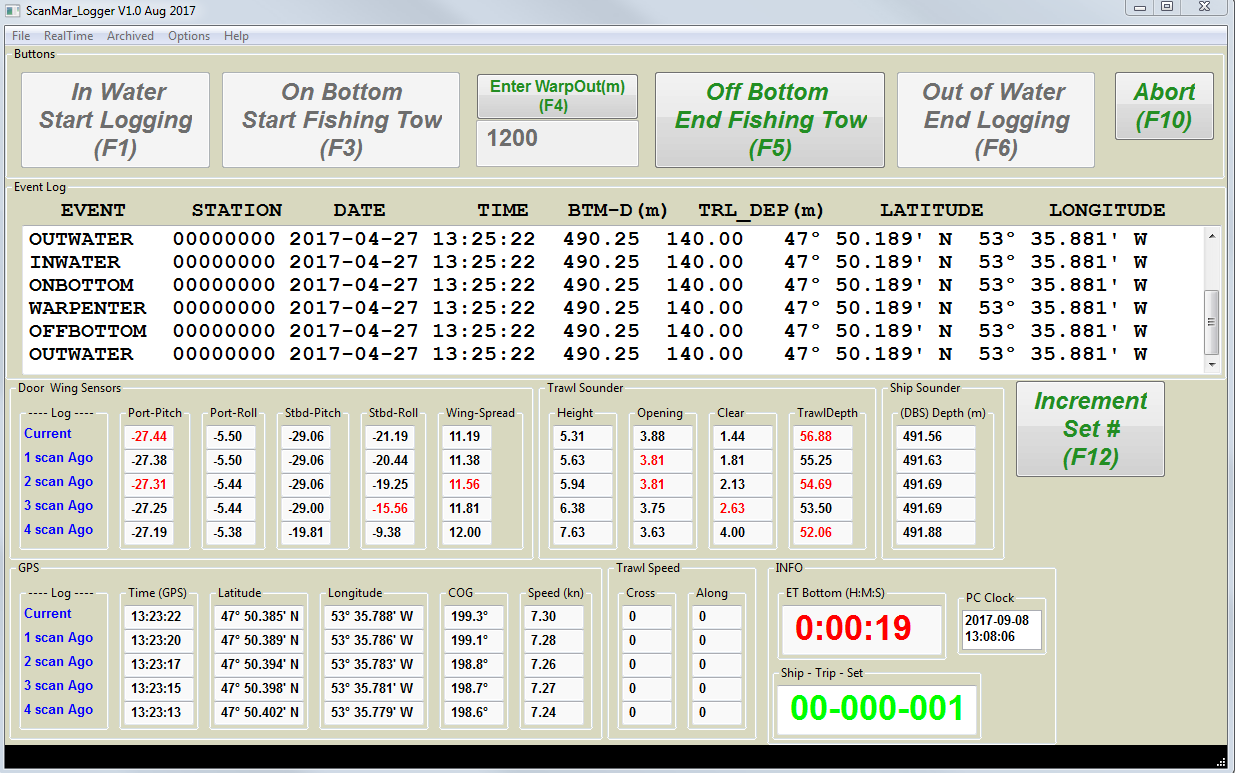 ScanMar_Logger V1.0 Aug 2017
File RealTime Archived Options Help
Buttons
In Water
Start Logging
(F1)
On Bottom
Start Fishing Tow
(F3)
Enter WarpOut(m)
(F4)
1200
Off Bottom
End Fishing Tow
(F5)
Out of Water
End Logging
(F6)
Abort
(F10)
Event Log
EVENT STATION DATE TIME BTM-D(m) TRL_DEP(m) LATITUDE LONGITUDE
OUTWATER 00000000 2017-04-27 13:25:22 490.25 140.00 47° 50.189' N 53° 35.881' W
INWATER 00000000 2017-04-27 13:25:22 490.25 140.00 47° 50.189' N 53° 35.881' W
ONBOTTOM 00000000 2017-04-27 13:25:22 490.25 140.00 47° 50.189' N 53° 35.881' W
WARPENTER 00000000 2017-04-27 13:25:22 490.25 140.00 47° 50.189' N 53° 35.881' W
OFFBOTTOM 00000000 2017-04-27 13:25:22 490.25 140.00 47° 50.189' N 53° 35.881' W
OUTWATER 00000000 2017-04-27 13:25:22 490.25 140.00 47° 50.189' N 53° 35.881' W
Door Wing Sensors
---- Log ---- Port-Pitch Port-Roll Stbd-Pitch Stbd-Roll Wing-Spread
Current -27.44 -5.50 -29.06 -21.19 11.19
1 scan Ago -27.38 -5.50 -29.06 -20.44 11.38
2 scan Ago -27.31 -5.44 -29.06 -19.25 11.56
3 scan Ago -27.25 -5.44 -29.00 -15.56 11.81
4 scan Ago -27.19 -5.38 -19.81 -9.38 12.00
Trawl Sounder
Height Opening Clear TrawlDepth
5.31 3.88 1.44 56.88
5.63 3.81 1.81 55.25
5.94 3.81 2.13 54.69
6.38 3.75 2.63 53.50
7.63 3.63 4.00 52.06
Ship Sounder
(DBS) Depth (m)
491.56
491.63
491.69
491.69
491.88
Increment
Set #
(F12)
GPS
---- Log ---- Time (GPS) Latitude Longitude COG Speed (kn)
Current 13:23:22 47° 50.385' N 53° 35.788' W 199.3° 7.30
1 scan Ago 13:23:20 47° 50.389' N 53° 35.786' W 199.1° 7.28
2 scan Ago 13:23:17 47° 50.394' N 53° 35.783' W 198.8° 7.26
3 scan Ago 13:23:15 47° 50.398' N 53° 35.781' W 198.7° 7.27
4 scan Ago 13:23:13 47° 50.402' N 53° 35.779' W 198.6° 7.24
Trawl Speed
Cross Along
0 0
0 0
0 0
0 0
0 0
INFO
ET Bottom (H:M:S)
0:00:19
PC Clock
2017-09-08
13:08:06
Ship - Trip - Set
00-000-001